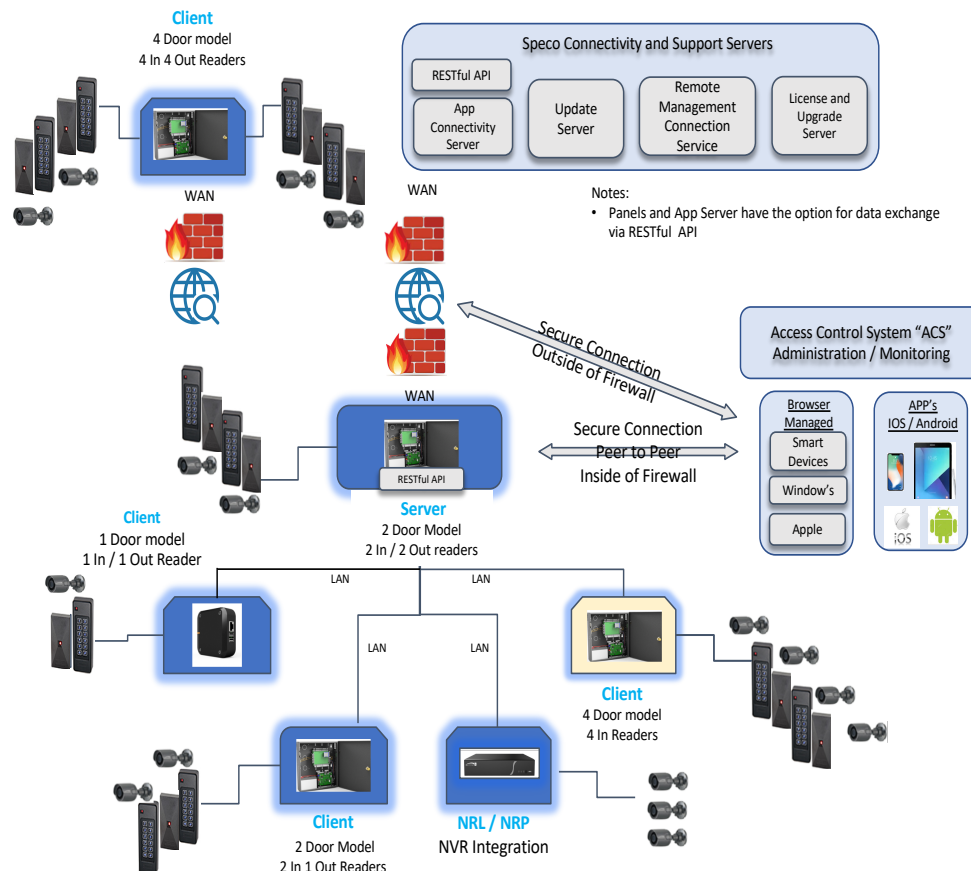 Client
4 Door model
4 In 4 Out Readers
Speco Connectivity and Support Servers
RESTful API
App
Connectivity
Server
Update
Server
Remote
Management
Connection
Service
License and
Upgrade
Server
WAN
WAN
Notes:
• Panels and App Server have the option for data exchange
via RESTful API
Secure Connection
Outside of Firewall
Access Control System “ACS”
Administration / Monitoring
WAN
Secure Connection
Peer to Peer
Inside of Firewall
Browser
Managed
Smart
Devices
Window's
Apple
APP's
IOS / Android
iOS
RESTful API
Server
2 Door Model
2 In / 2 Out readers
Client
1 Door model
1 In / 1 Out Reader
LAN
LAN
LAN
LAN
Client
4 Door model
4 In Readers
Client
2 Door Model
2 In 1 Out Readers
NRL / NRP
NVR Integration